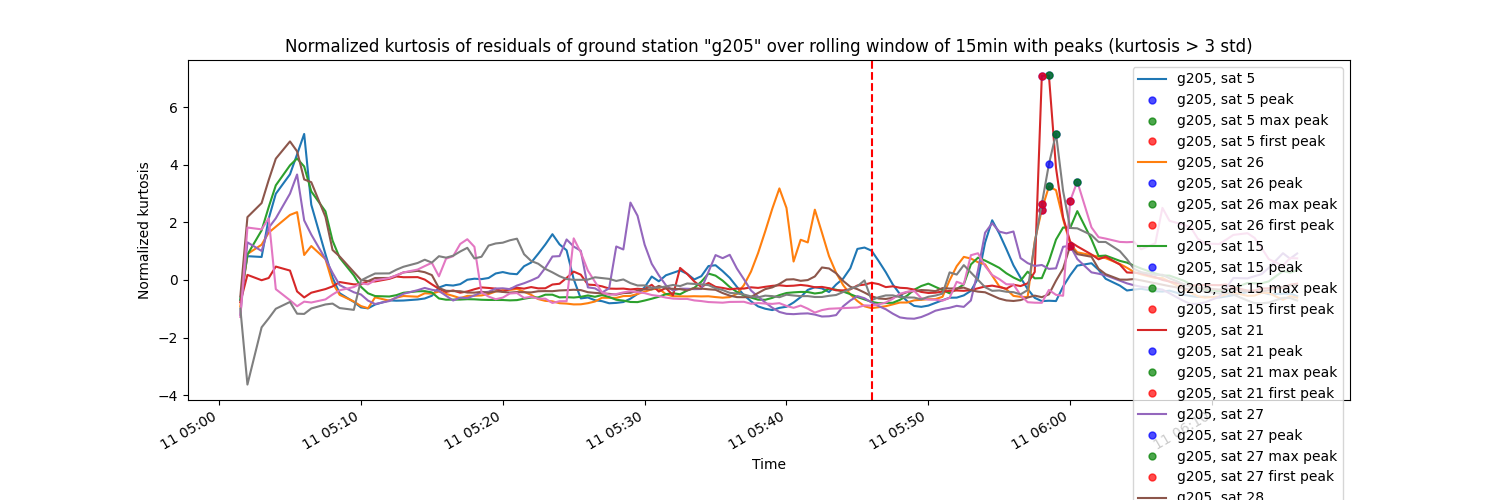 Normalized kurtosis of residuals of ground station "g205" over rolling window of 15min with peaks (kurtosis > 3 std)
Normalized kurtosis
6
4
2
0
−2
−4
11 05:00
11 05:10
11 05:20
11 05:30
11 05:40
11 05:50
11 06:00
11 06:10
Time
g205, sat 5
g205, sat 5 peak
g205, sat 5 max peak
g205, sat 5 first peak
g205, sat 26
g205, sat 26 peak
g205, sat 26 max peak
g205, sat 26 first peak
g205, sat 15
g205, sat 15 peak
g205, sat 15 max peak
g205, sat 15 first peak
g205, sat 21
g205, sat 21 peak
g205, sat 21 max peak
g205, sat 21 first peak
g205, sat 27
g205, sat 27 peak
g205, sat 27 max peak
g205, sat 27 first peak
g205, sat 28